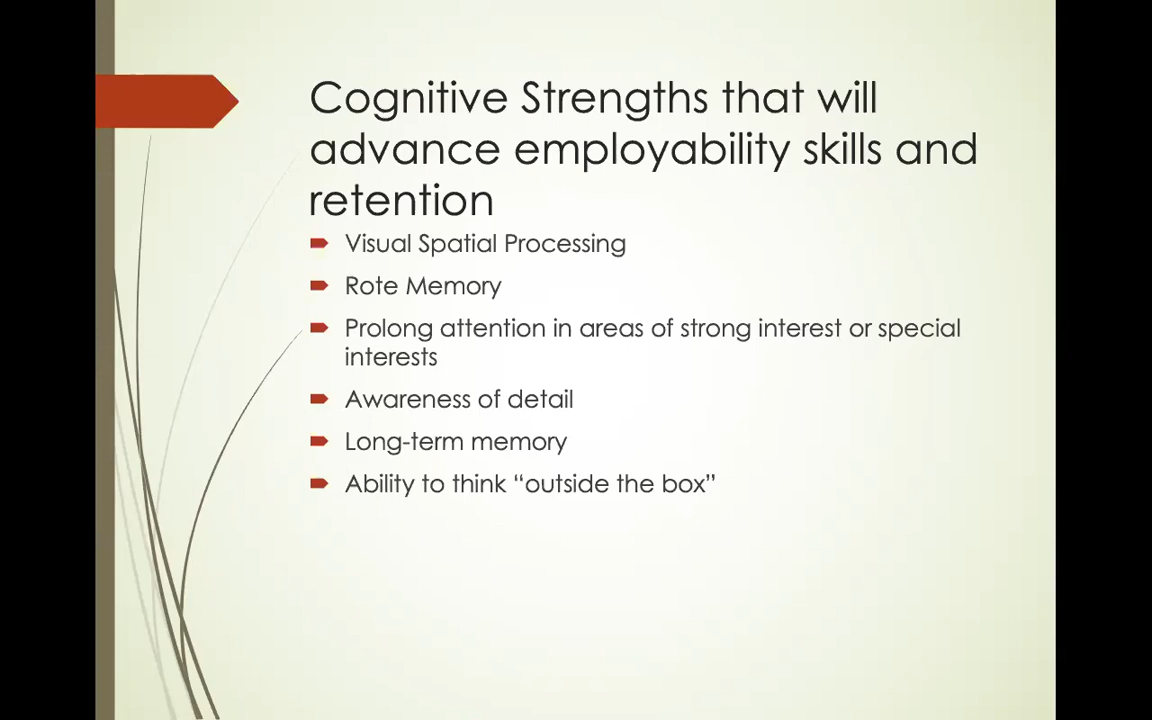 Cognitive Strengths that will
advance employability skills and
retention
Visual Spatial Processing
Rote Memory
Prolong attention in areas of strong interest or special
interests
Awareness of detail
Long-term memory
Ability to think “outside the box”